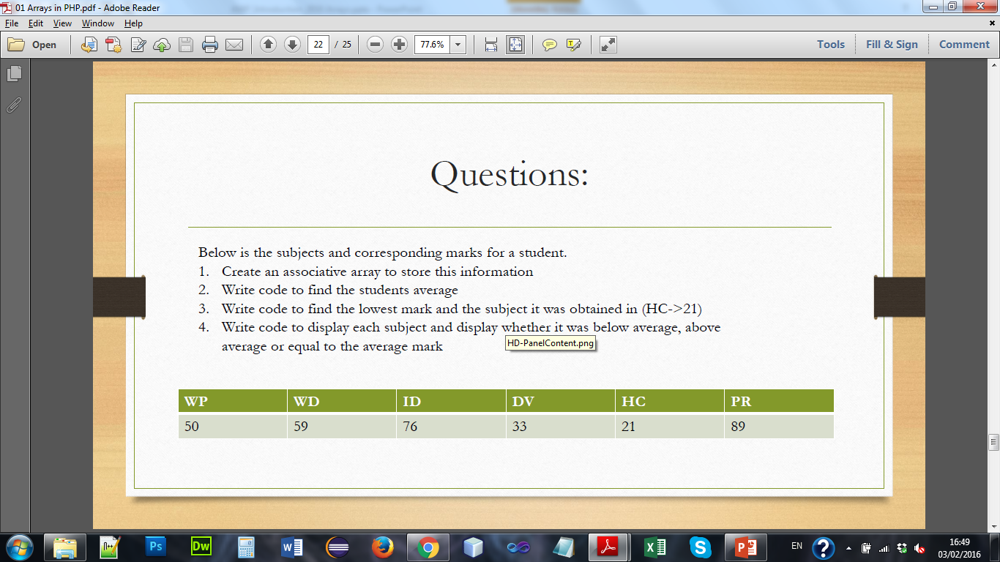 01 Arrays in PHP.pdf - Adobe Reader
File Edit View Window Help
Open 22 / 25 77.6% Tools Fill & Sign Comment
Questions:
Below is the subjects and corresponding marks for a student.
1. Create an associative array to store this information
2. Write code to find the students average
3. Write code to find the lowest mark and the subject it was obtained in (HC->21)
4. Write code to display each subject and display whether it was below average, above
average or equal to the average mark
HD-PanelContent.png
WP WD ID DV HC PR
50 59 76 33 21 89
EN 16:49
03/02/2016